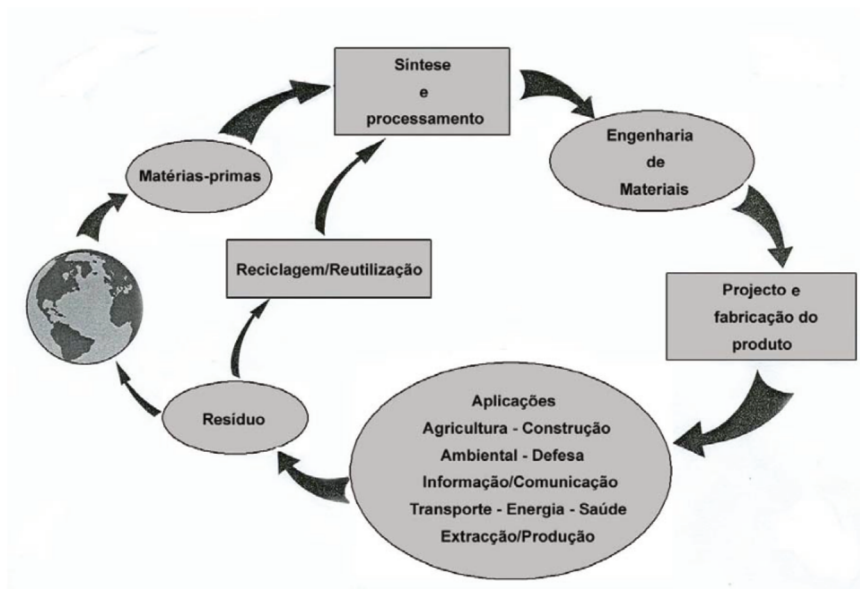 Síntese
e
processamento
Engenharia
de
Materiais
Matérias-primas
Reciclagem/Reutilização
Projecto e
fabricação do
produto
Aplicações
Agricultura - Construção
Ambiental - Defesa
Informação/Comunicação
Transporte - Energia - Saúde
Extracção/Produção
Resíduo